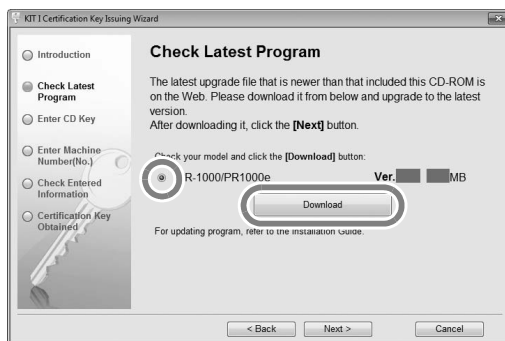 KIT I Certification Key Issuing Wizard
Introduction
Check Latest
Program
Enter CD Key
Enter Machine
Number(No.)
Check Entered
Information
Certification Key
Obtained
Check Latest Program
The latest upgrade file that is newer than that included this CD-ROM is
on the Web. Please download it from below and upgrade to the latest
version.
After downloading it, click the [Next] button.
Check your model and click the [Download] button:
R-1000/PR1000e Ver. MB
Download
For updating program, refer to the Installation Guide.
< Back Next > Cancel